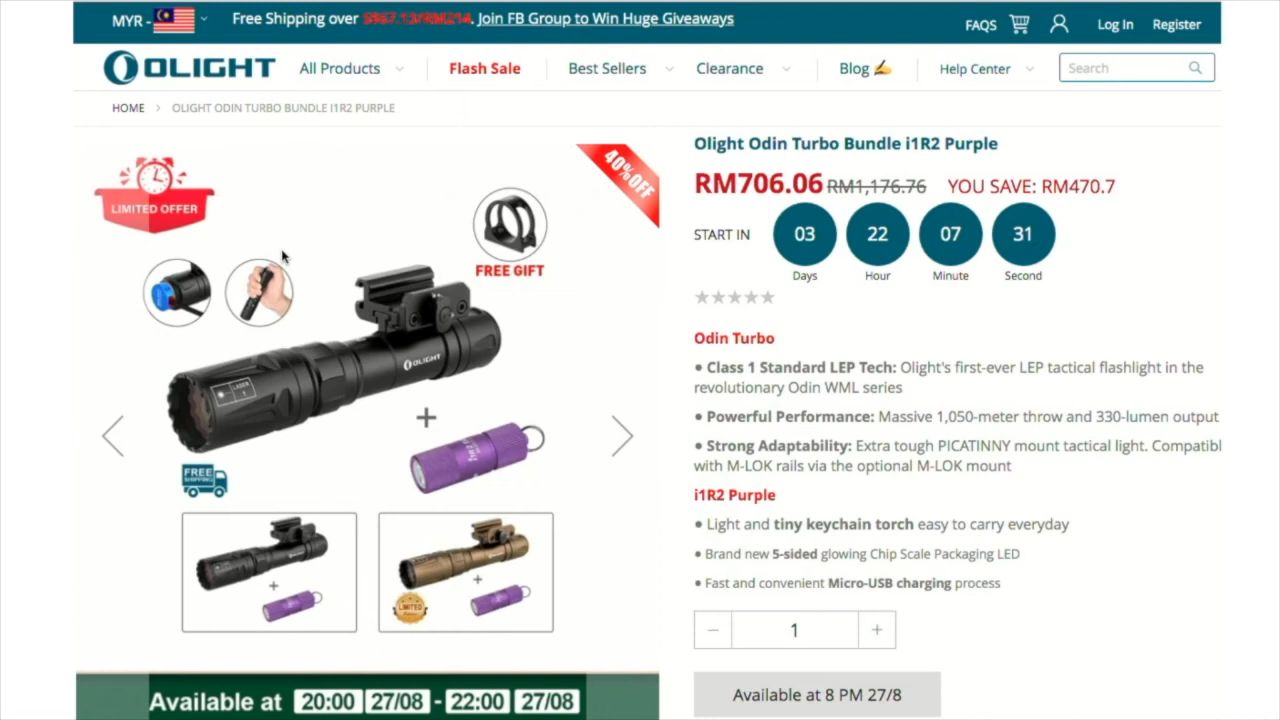 MYR -
Free Shipping over S$67.13/RM214. Join FB Group to Win Huge Giveaways
FAQS
Log In
Register
OLIGHT
All Products
Flash Sale
Best Sellers
Clearance
Blog ✍
Help Center
Search
HOME > OLIGHT ODIN TURBO BUNDLE I1R2 PURPLE
LIMITED OFFER
40%OFF
FREE GIFT
OLIGHT
LASER
1
+
FREE
SHIPPING
+
+
LIMITED
Available at 20:00 27/08 - 22:00 27/08
Olight Odin Turbo Bundle i1R2 Purple
RM706.06 RM1,176.76 YOU SAVE: RM470.7
START IN 03 22 07 31
Days Hour Minute Second
Odin Turbo
● Class 1 Standard LEP Tech: Olight's first-ever LEP tactical flashlight in the
revolutionary Odin WML series
● Powerful Performance: Massive 1,050-meter throw and 330-lumen output
● Strong Adaptability: Extra tough PICATINNY mount tactical light. Compatibl
with M-LOK rails via the optional M-LOK mount
i1R2 Purple
● Light and tiny keychain torch easy to carry everyday
● Brand new 5-sided glowing Chip Scale Packaging LED
● Fast and convenient Micro-USB charging process
− 1 +
Available at 8 PM 27/8